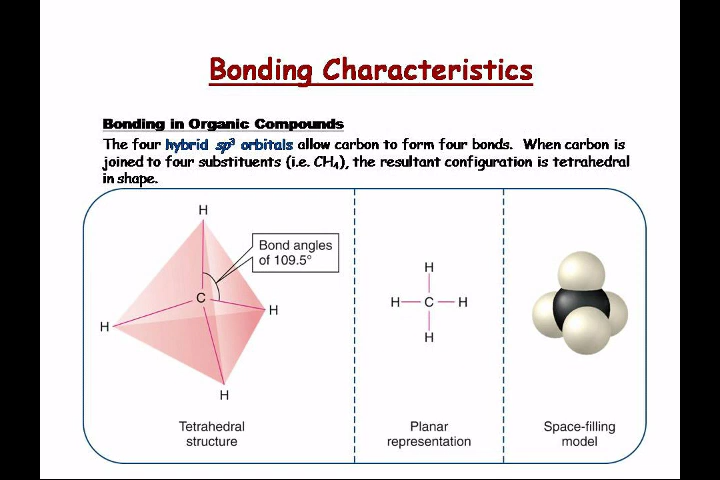 Bonding Characteristics
Bonding in Organic Compounds
The four hybrid sp³ orbitals allow carbon to form four bonds. When carbon is
joined to four substituents (i.e. CH₄), the resultant configuration is tetrahedral
in shape.
H
Bond angles
of 109.5°
C
H
H
H
Tetrahedral
structure
H
H C H
H
Planar
representation
Space-filling
model